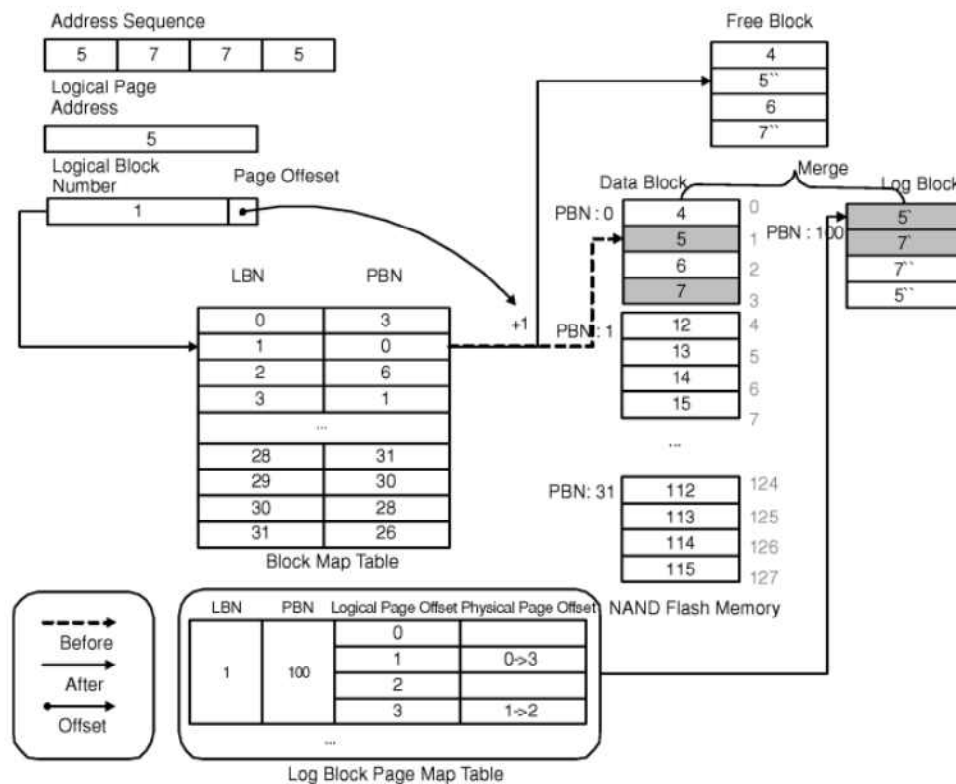 Address Sequence
5 7 7 5
Logical Page
Address
5
Logical Block
Number
Page Offeset
1
LBN PBN
0 3
1 0
2 6
3 1
...
28 31
29 30
30 28
31 26
Block Map Table
+1
Free Block
4
5``
6
7``
Merge
Data Block
Log Block
PBN : 0
4 0
5 1
6 2
7 3
PBN : 1
12 4
13 5
14 6
15 7
...
PBN: 31
112 124
113 125
114 126
115 127
NAND Flash Memory
PBN : 100
5`
7`
7``
5``
Before
After
Offset
LBN PBN Logical Page Offset Physical Page Offset
1 100
0
1 0->3
2
3 1->2
...
Log Block Page Map Table